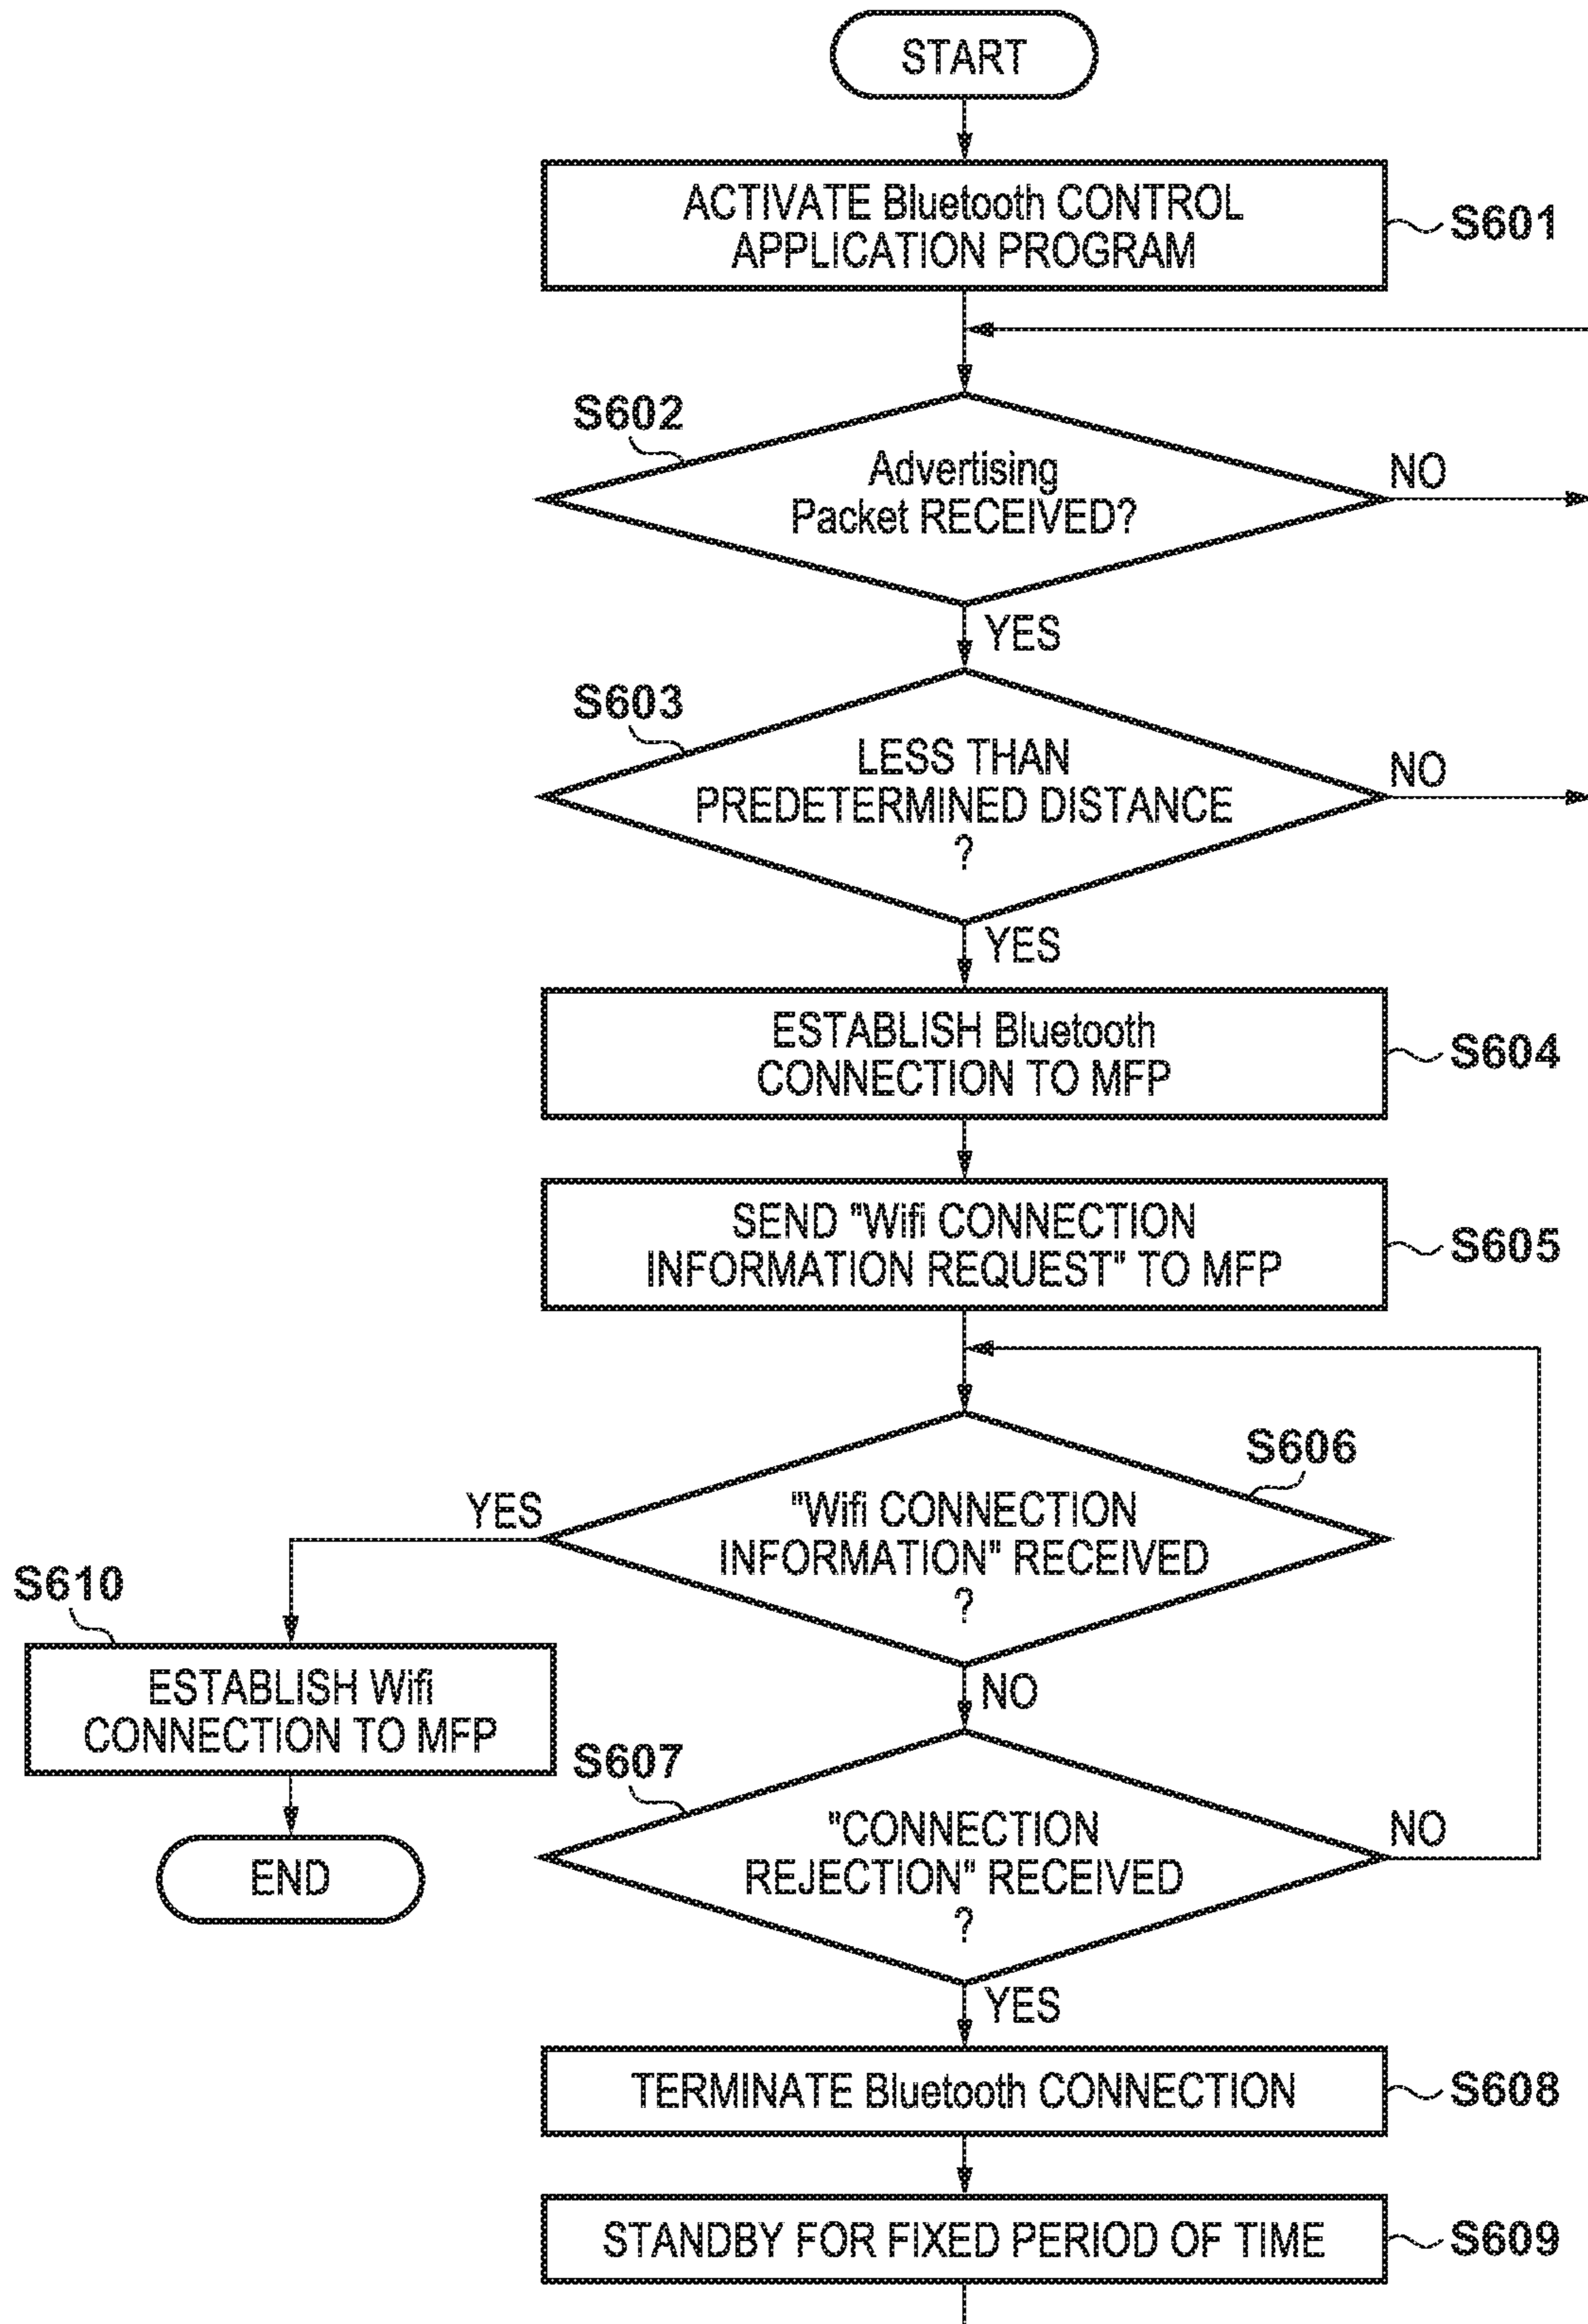 START
ACTIVATE Bluetooth CONTROL
APPLICATION PROGRAM
S601
S602
Advertising
Packet RECEIVED?
NO
YES
S603
LESS THAN
PREDETERMINED DISTANCE
?
NO
YES
ESTABLISH Bluetooth
CONNECTION TO MFP
S604
SEND "Wifi CONNECTION
INFORMATION REQUEST" TO MFP
S605
S606
YES
"Wifi CONNECTION
INFORMATION" RECEIVED
?
S610
ESTABLISH Wifi
CONNECTION TO MFP
END
NO
S607
"CONNECTION
REJECTION" RECEIVED
?
NO
YES
TERMINATE Bluetooth CONNECTION
S608
STANDBY FOR FIXED PERIOD OF TIME
S609